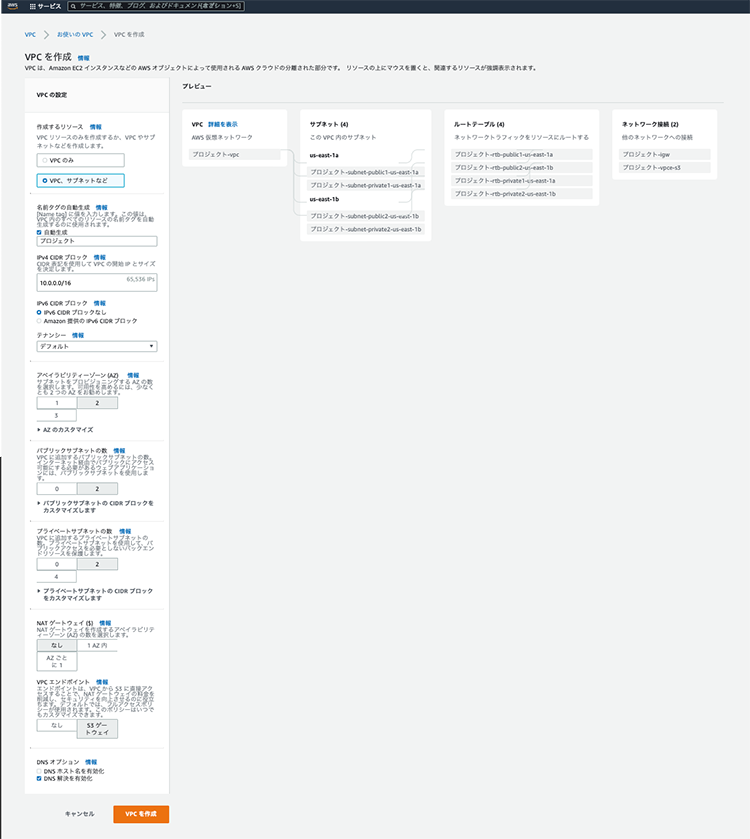 aws
サービス
サービス、特徴、ブログ、およびドキュメント
VPC
お使いの VPC
VPC を作成
VPC を作成 情報
VPC は、Amazon EC2 インスタンスなどの AWS オブジェクトによって使用される AWS クラウドの分離された部分です。 リソースの上にマウスを置くと、関連するリソースが強調表示されます。
VPC の設定
作成するリソース 情報
VPC リソースのみを作成するか、VPC やサブ
ネットなどを作成します。
VPC のみ
VPC、サブネットなど
名前タグの自動生成 情報
[Name tag] に値を入力します。この値は、
VPC 内のすべてのリソースの名前タグを自動
生成するのに使用されます。
自動生成
プロジェクト
IPv4 CIDR ブロック 情報
CIDR 表記を使用して VPC の開始 IP とサイズ
を決定します。
10.0.0.0/16
65,536 IPs
IPv6 CIDR ブロック 情報
IPv6 CIDR ブロックなし
Amazon 提供の IPv6 CIDR ブロック
テナンシー 情報
デフォルト
アベイラビリティーゾーン (AZ) 情報
サブネットをプロビジョニングする AZ の数
を選択します。可用性を高めるには、少なく
とも 2 つの AZ をお勧めします。
1
2
3
AZ のカスタマイズ
パブリックサブネットの数 情報
VPC に追加するパブリックサブネットの数。
インターネット経由でパブリックにアクセス
可能にする必要があるウェブアプリケーショ
ンには、パブリックサブネットを使用しま
す。
0
2
パブリックサブネットの CIDR ブロックを
カスタマイズします
プライベートサブネットの数 情報
VPC に追加するプライベートサブネットの
数。プライベートサブネットを使用して、パ
ブリックアクセスを必要としないバックエン
ドリソースを保護します。
0
2
4
プライベートサブネットの CIDR ブロック
をカスタマイズします
NAT ゲートウェイ ($) 情報
NAT ゲートウェイを作成するアベイラビリテ
ィーゾーン (AZ) の数を選択します。
なし
1 AZ 内
AZ ごと
に 1
VPC エンドポイント 情報
エンドポイントは、VPC から S3 に直接アク
セスすることで、NAT ゲートウェイの料金を
削減し、セキュリティを向上させるのに役立
ちます。デフォルトでは、フルアクセスポリ
シーが使用されます。このポリシーはいつで
もカスタマイズできます。
なし
S3 ゲー
トウェイ
DNS オプション 情報
DNS ホスト名を有効化
DNS 解決を有効化
キャンセル
VPC を作成
プレビュー
VPC 詳細を表示
AWS 仮想ネットワーク
プロジェクト-vpc
サブネット (4)
この VPC 内のサブネット
us-east-1a
プロジェクト-subnet-public1-us-east-1a
プロジェクト-subnet-private1-us-east-1a
us-east-1b
プロジェクト-subnet-public2-us-east-1b
プロジェクト-subnet-private2-us-east-1b
ルートテーブル (4)
ネットワークトラフィックをリソースにルートする
プロジェクト-rtb-public1-us-east-1a
プロジェクト-rtb-public2-us-east-1b
プロジェクト-rtb-private1-us-east-1a
プロジェクト-rtb-private2-us-east-1b
ネットワーク接続 (2)
他のネットワークへの接続
プロジェクト-igw
プロジェクト-vpce-s3